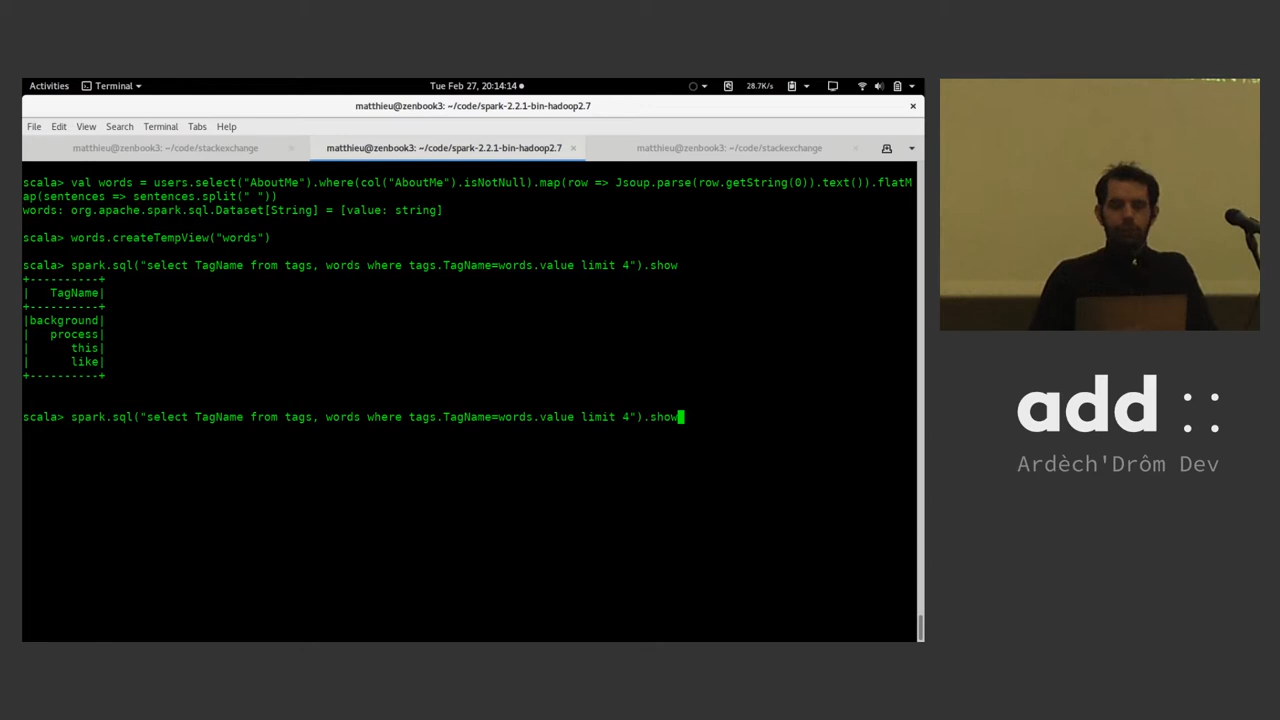 Activities Terminal Tue Feb 27, 20:14:14 28.7K/s
matthieu@zenbook3: ~/code/spark-2.2.1-bin-hadoop2.7
File Edit View Search Terminal Tabs Help
matthieu@zenbook3: ~/code/stackexchange matthieu@zenbook3: ~/code/spark-2.2.1-bin-hadoop2.7 matthieu@zenbook3: ~/code/stackexchange
scala> val words = users.select("AboutMe").where(col("AboutMe").isNotNull).map(row => Jsoup.parse(row.getString(0)).text()).flatM
ap(sentences => sentences.split(" "))
words: org.apache.spark.sql.Dataset[String] = [value: string]
scala> words.createTempView("words")
scala> spark.sql("select TagName from tags, words where tags.TagName=words.value limit 4").show
+----------+
|   TagName|
+----------+
|background|
|   process|
|      this|
|      like|
+----------+
scala> spark.sql("select TagName from tags, words where tags.TagName=words.value limit 4").show
add ::
Ardèch'Drôm Dev